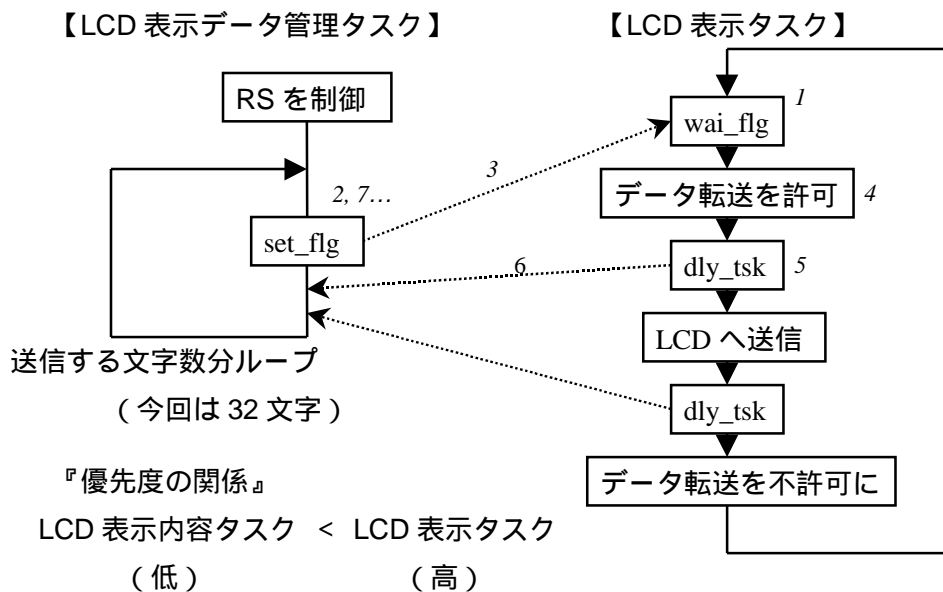 【LCD 表示データ管理タスク】
【LCD 表示タスク】
RS を制御
1
wai_flg
3
2, 7…
データ転送を許可
4
set_flg
6
dly_tsk
5
LCD へ送信
送信する文字数分ループ
（今回は 32 文字）
dly_tsk
データ転送を不許可に
『優先度の関係』
LCD 表示内容タスク < LCD 表示タスク
（低）
（高）